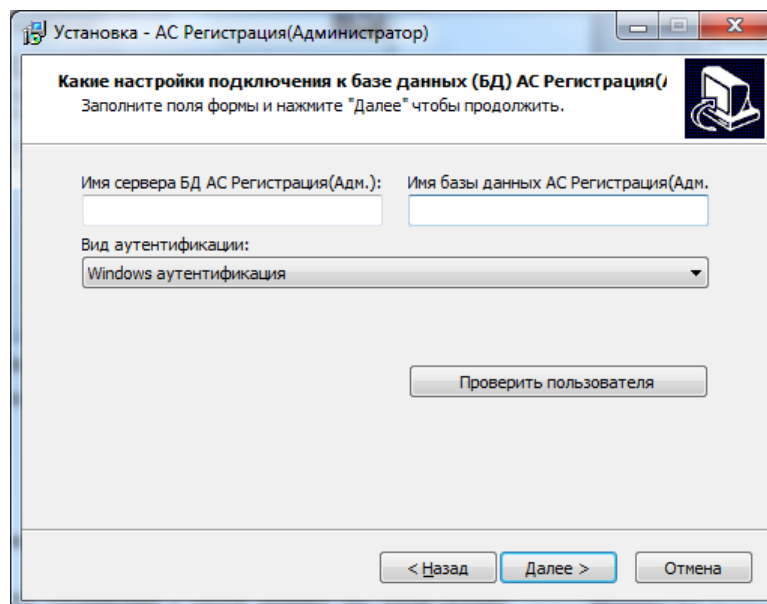 Установка - АС Регистрация(Администратор)
Какие настройки подключения к базе данных (БД) АС Регистрация(
Заполните поля формы и нажмите "Далее" чтобы продолжить.
Имя сервера БД АС Регистрация(Адм.): Имя базы данных АС Регистрация(Адм.
Вид аутентификации:
Windows аутентификация
Проверить пользователя
< Назад Далее > Отмена